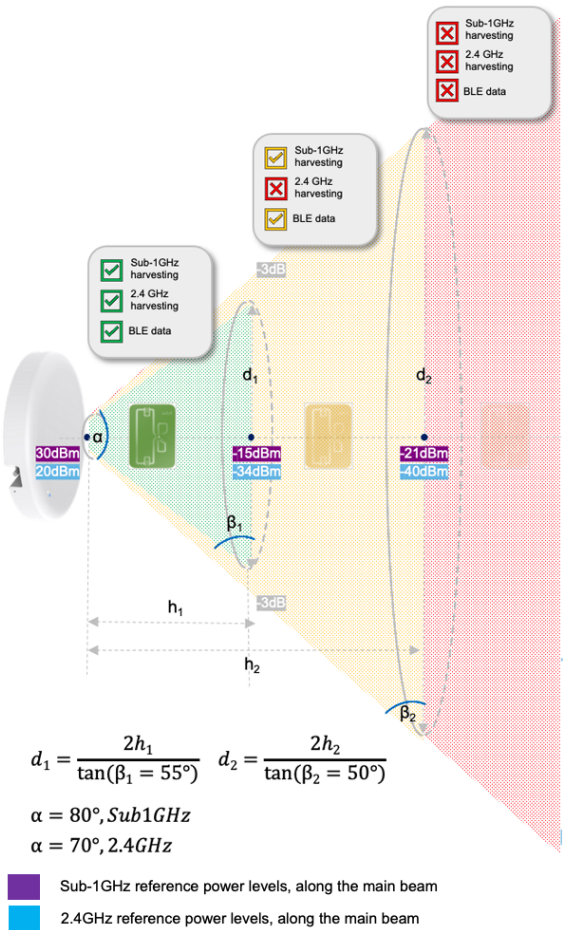 Sub-1GHz
harvesting
2.4 GHz
harvesting
BLE data
Sub-1GHz
harvesting
2.4 GHz
harvesting
BLE data
-3dB
Sub-1GHz
harvesting
2.4 GHz
harvesting
BLE data
d₁
d₂
α
30dBm
20dBm
-15dBm
-34dBm
-21dBm
-40dBm
β₁
-3dB
h₁
h₂
β₂
d₁ = 2h₁ / tan(β₁ = 55°) d₂ = 2h₂ / tan(β₂ = 50°)
α = 80°, Sub1GHz
α = 70°, 2.4GHz
Sub-1GHz reference power levels, along the main beam
2.4GHz reference power levels, along the main beam